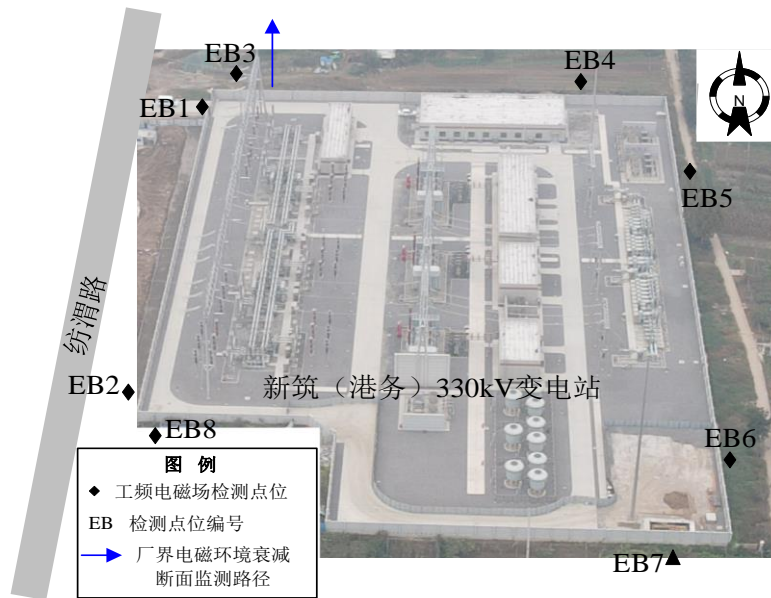 EB3
EB4
EB1
N
EB5
纺渭路
EB2
新筑（港务）330kV变电站
EB8
EB6
图 例
工频电磁场检测点位
EB 检测点位编号
厂界电磁环境衰减
断面监测路径
EB7